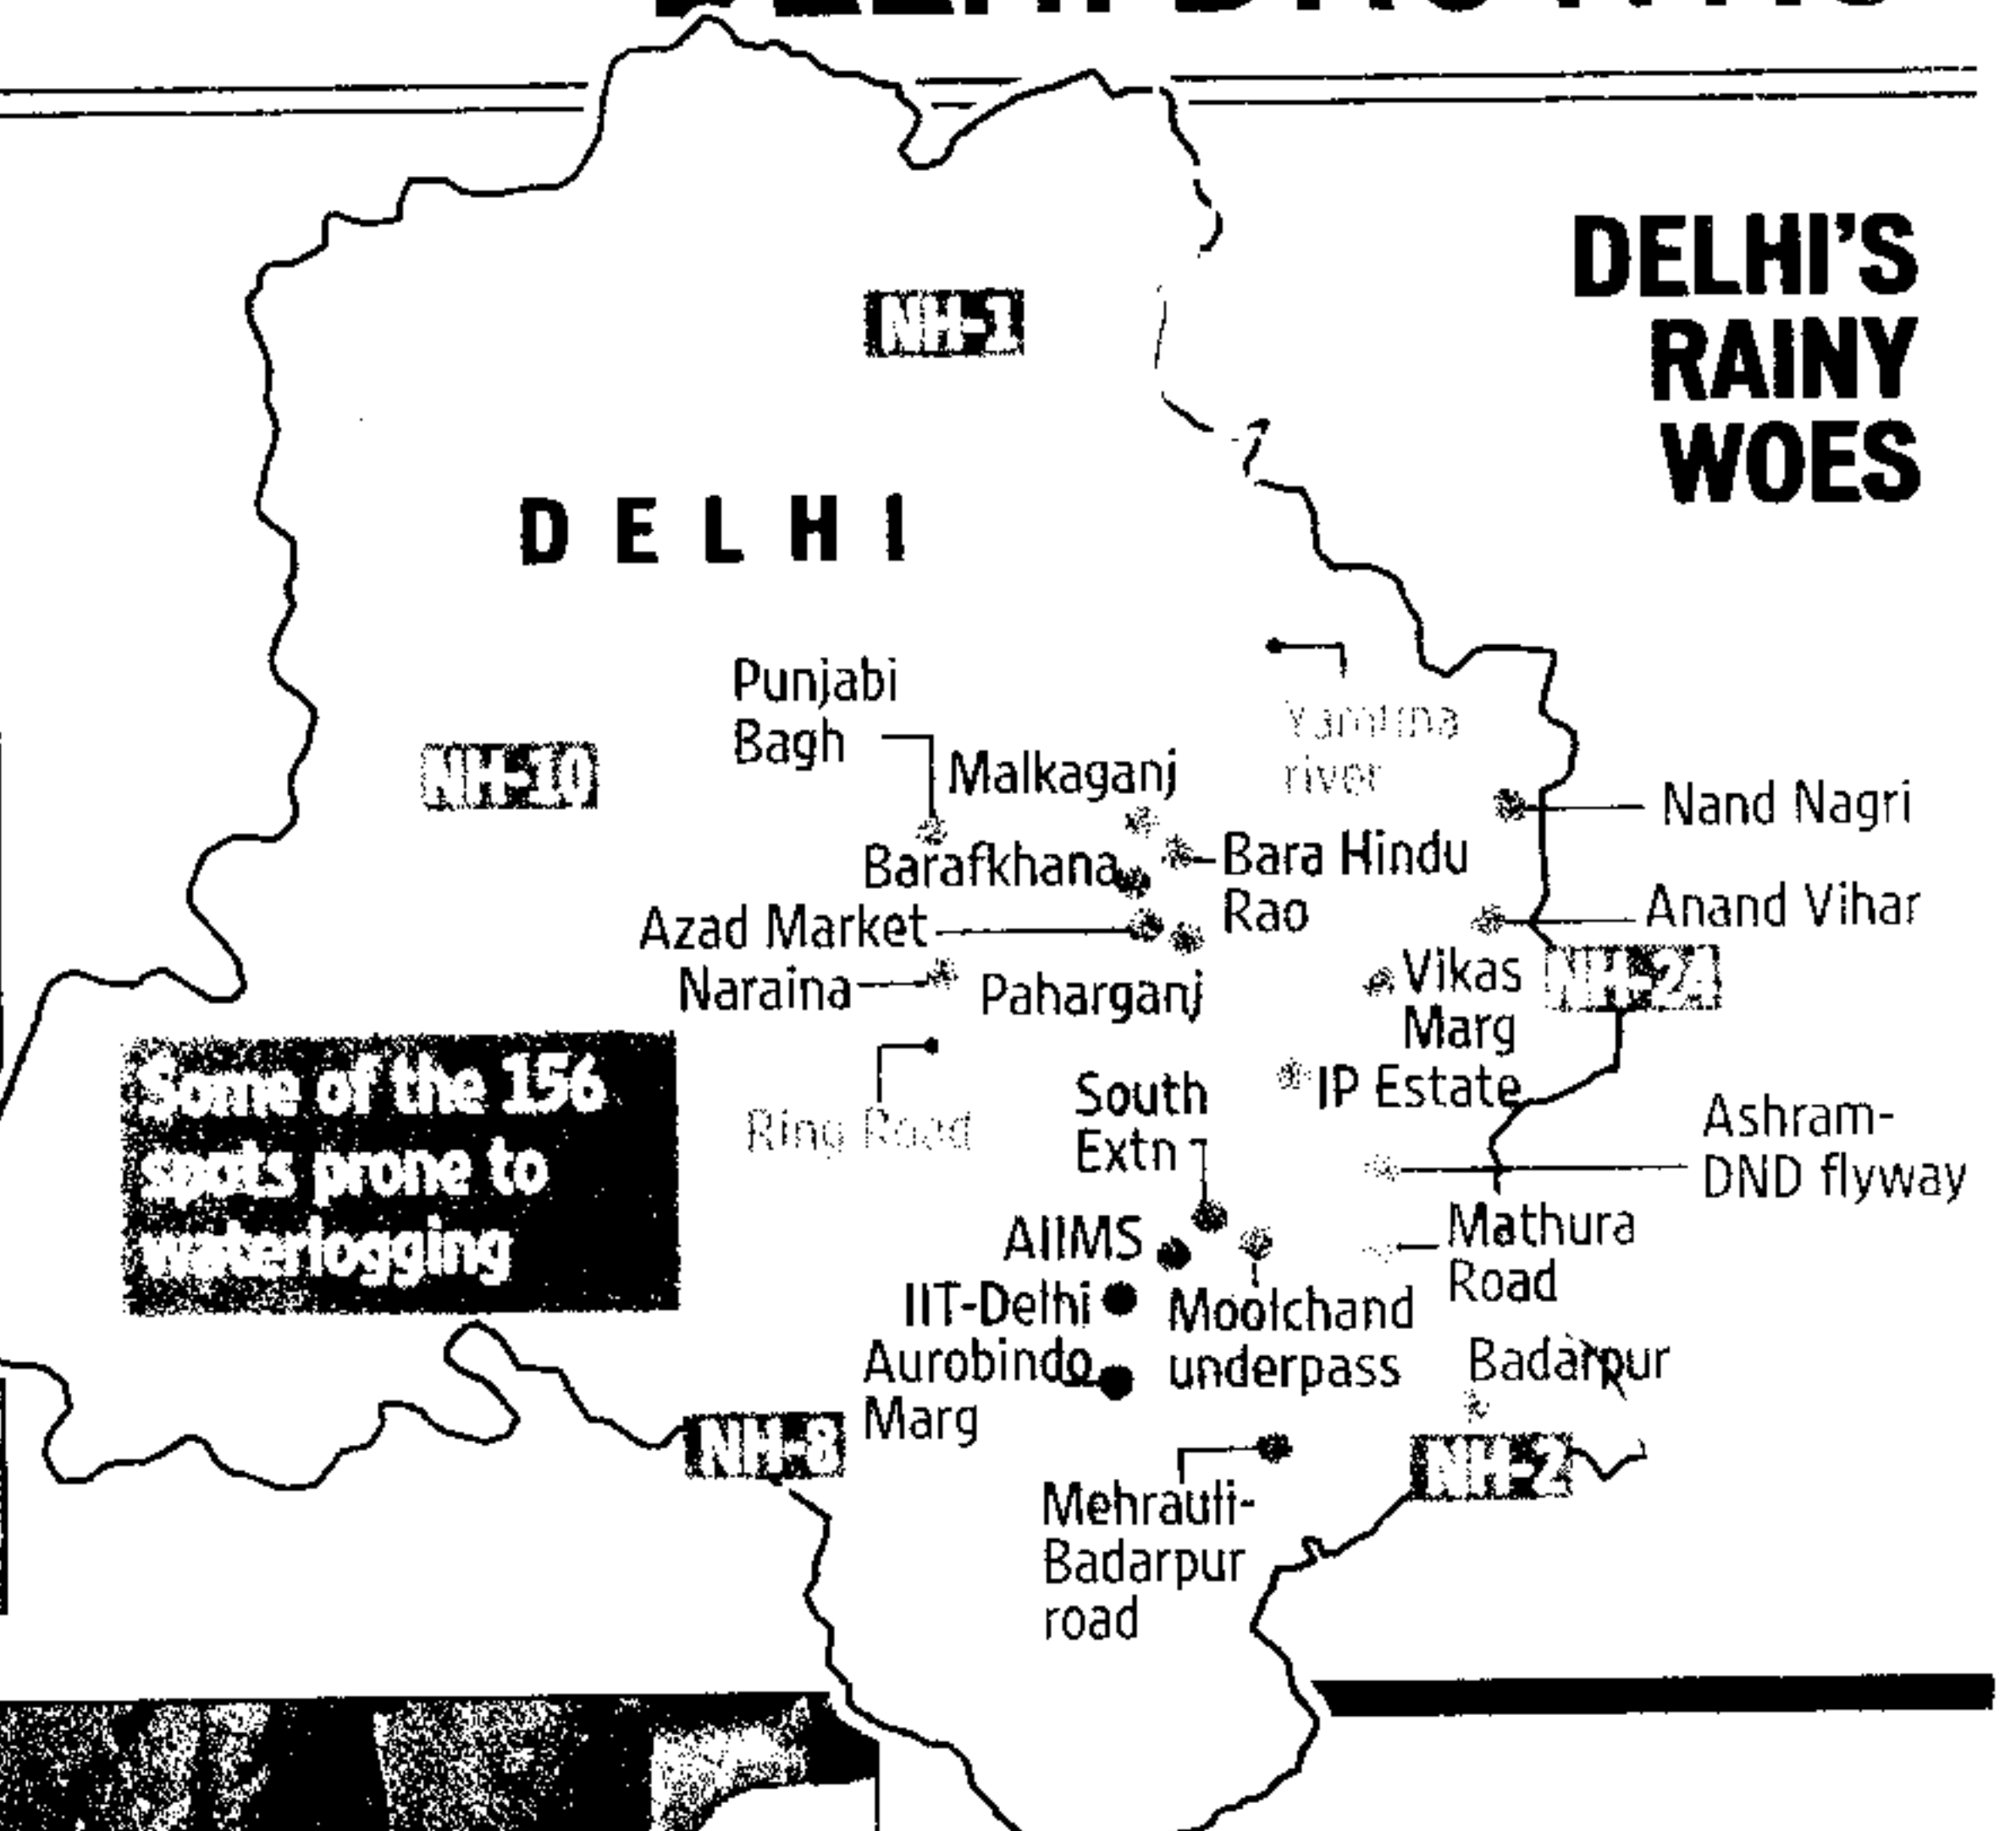 DELHI'S
RAINY
WOES
NH-1
DELHI
Punjabi
Bagh
Yamuna
river
Malkaganj
NH-10
Nand Nagri
Barafkhana
Bara Hindu
Rao
Azad Market
Anand Vihar
Naraina
Paharganj
Vikas
Marg
NH-24
Some of the 156
spots prone to
waterlogging
Ring Road
South
Extn
IP Estate
Ashram-
DND flyway
AIIMS
Mathura
Road
IIT-Delhi
Moolchand
underpass
Aurobindo
Marg
Badarpur
NH-8
NH-2
Mehrauli-
Badarpur
road